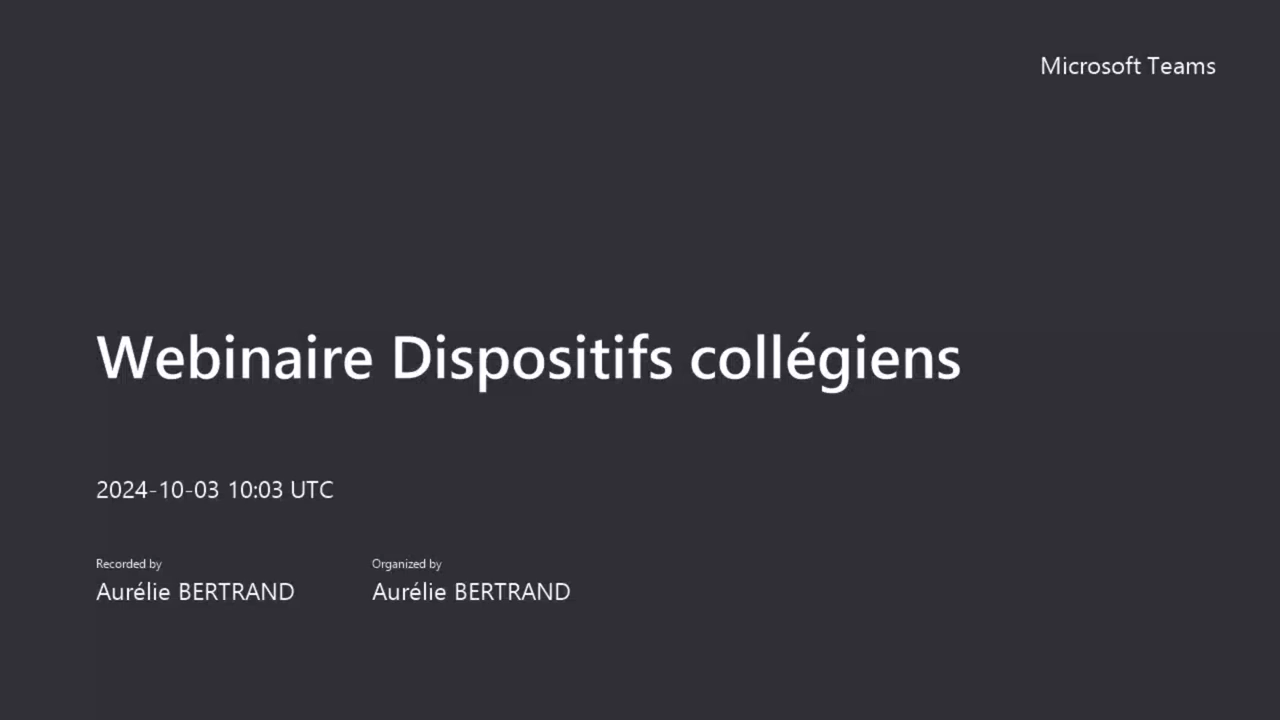 Microsoft Teams
Webinaire Dispositifs collégiens
2024-10-03 10:03 UTC
Recorded by
Aurélie BERTRAND
Organized by
Aurélie BERTRAND